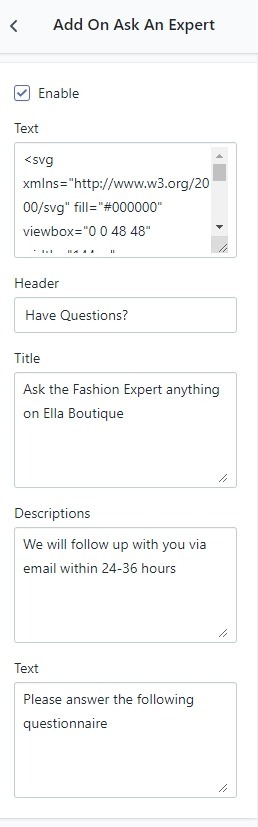 Add On Ask An Expert
Enable
Text
<svg
xmlns="http://www.w3.org/20
00/svg" fill="#000000"
viewbox="0 0 48 48"
Header
Have Questions?
Title
Ask the Fashion Expert anything
on Ella Boutique
Descriptions
We will follow up with you via
email within 24-36 hours
Text
Please answer the following
questionnaire